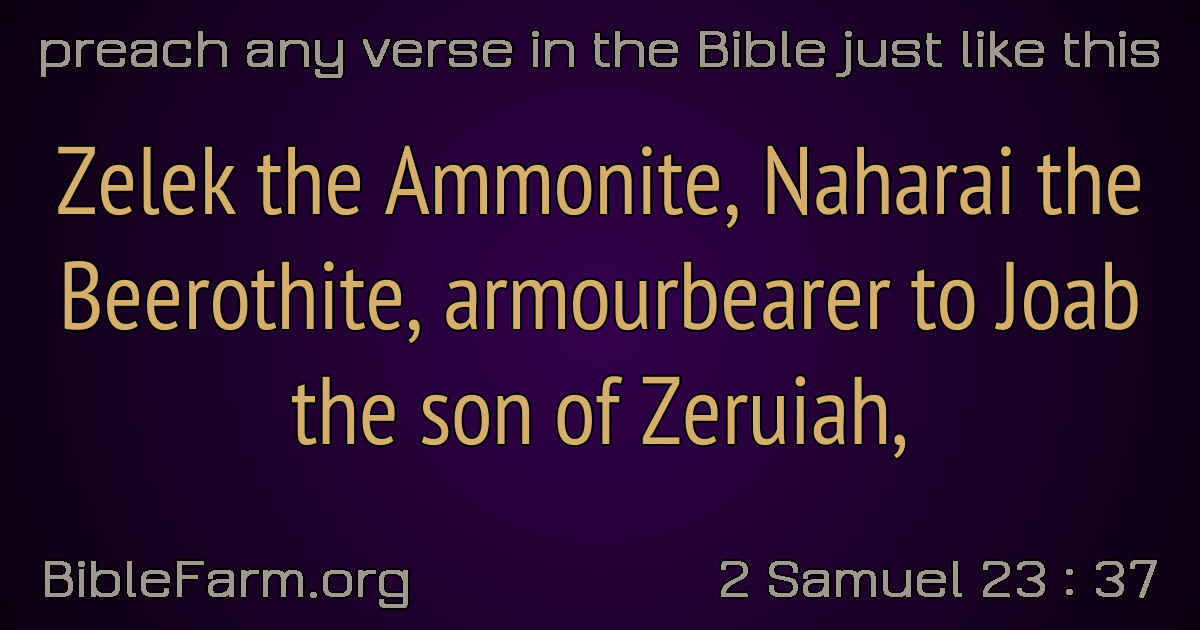 preach any verse in the Bible just like this
Zelek the Ammonite, Naharai the
Beerothite, armourbearer to Joab
the son of Zeruiah,
BibleFarm.org
2 Samuel 23 : 37